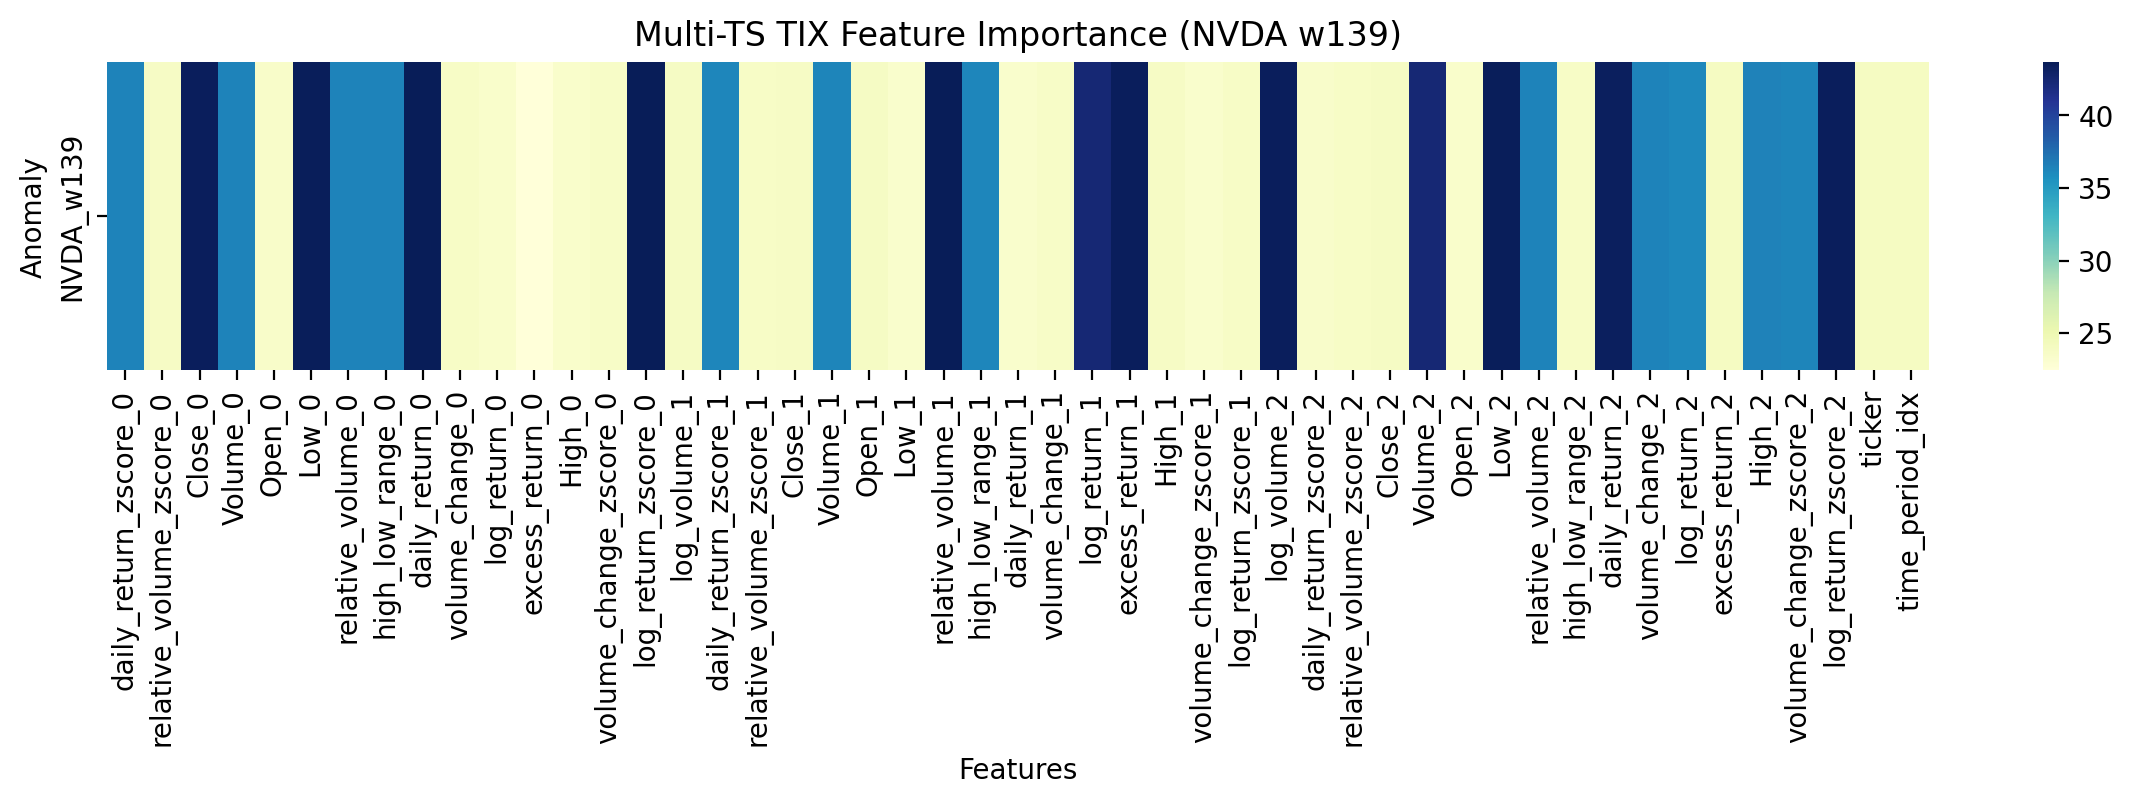 Multi-TS TIX Feature Importance (NVDA w139)
Anomaly
NVDA_w139
40
35
30
25
daily_return_zscore_0
relative_volume_zscore_0
Close_0
Volume_0
Open_0
Low_0
relative_volume_0
high_low_range_0
daily_return_0
volume_change_0
log_return_0
excess_return_0
High_0
volume_change_zscore_0
log_return_zscore_0
log_volume_1
daily_return_zscore_1
relative_volume_zscore_1
Close_1
Volume_1
Open_1
Low_1
relative_volume_1
high_low_range_1
daily_return_1
volume_change_1
log_return_1
excess_return_1
High_1
volume_change_zscore_1
log_return_zscore_1
log_volume_2
daily_return_zscore_2
relative_volume_zscore_2
Close_2
Volume_2
Open_2
Low_2
relative_volume_2
high_low_range_2
daily_return_2
volume_change_2
log_return_2
excess_return_2
High_2
volume_change_zscore_2
log_return_zscore_2
ticker
time_period_idx
Features